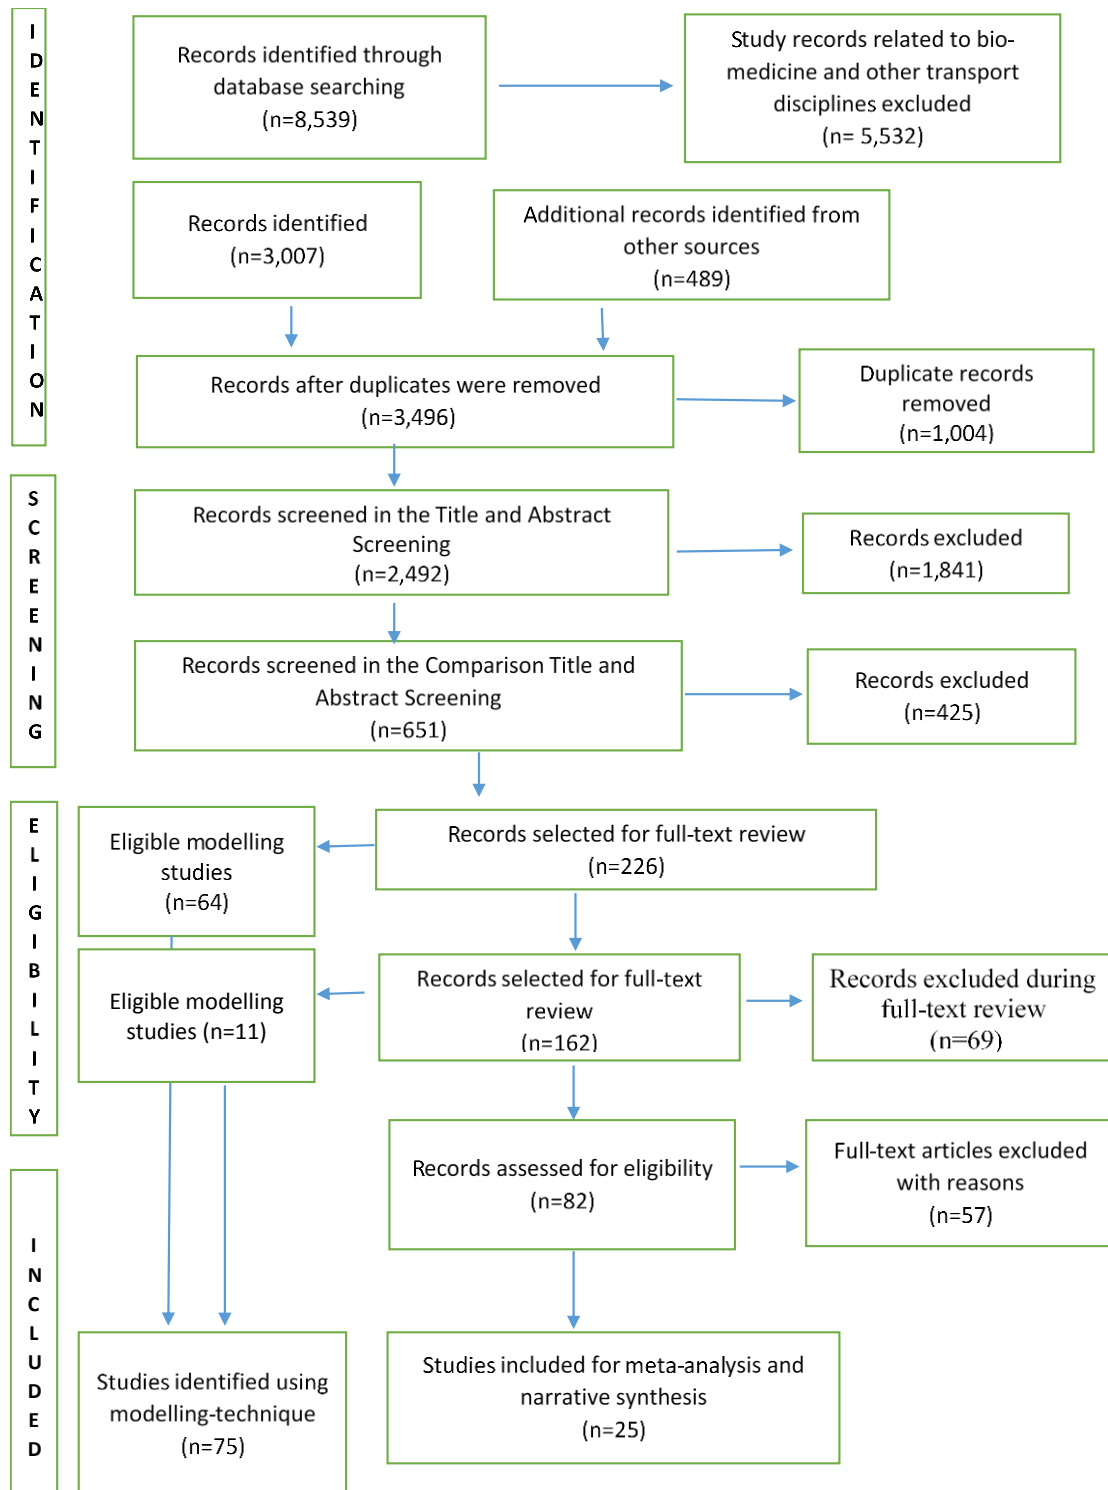 IDENTIFICATION
Records identified through
database searching
(n=8,539)
Study records related to bio-
medicine and other transport
disciplines excluded
(n= 5,532)
Records identified
(n=3,007)
Additional records identified from
other sources
(n=489)
Records after duplicates were removed
(n=3,496)
Duplicate records
removed
(n=1,004)
SCREENING
Records screened in the Title and Abstract
Screening
(n=2,492)
Records excluded
(n=1,841)
Records screened in the Comparison Title and
Abstract Screening
(n=651)
Records excluded
(n=425)
ELIGIBILITY
Eligible modelling
studies
(n=64)
Records selected for full-text review
(n=226)
Eligible modelling
studies (n=11)
Records selected for full-text
review
(n=162)
Records excluded during
full-text review
(n=69)
Records assessed for eligibility
(n=82)
Full-text articles excluded
with reasons
(n=57)
INCLUDED
Studies identified using
modelling-technique
(n=75)
Studies included for meta-analysis and
narrative synthesis
(n=25)